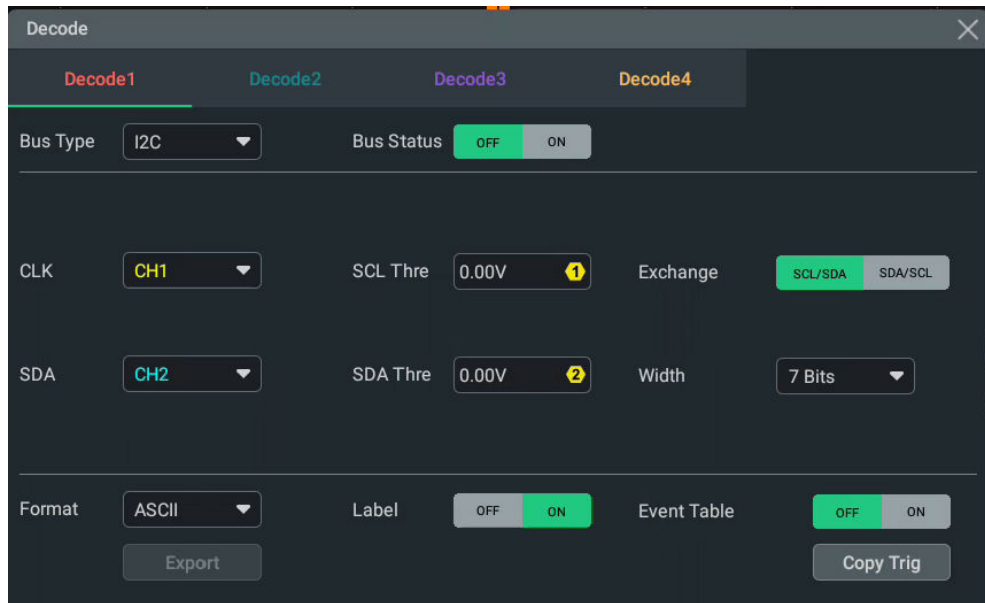 Decode
Decode1 Decode2 Decode3 Decode4
Bus Type I2C Bus Status OFF ON
CLK CH1 SCL Thre 0.00V 1 Exchange SCL/SDA SDA/SCL
SDA CH2 SDA Thre 0.00V 2 Width 7 Bits
Format ASCII Label OFF ON Event Table OFF ON
Export Copy Trig